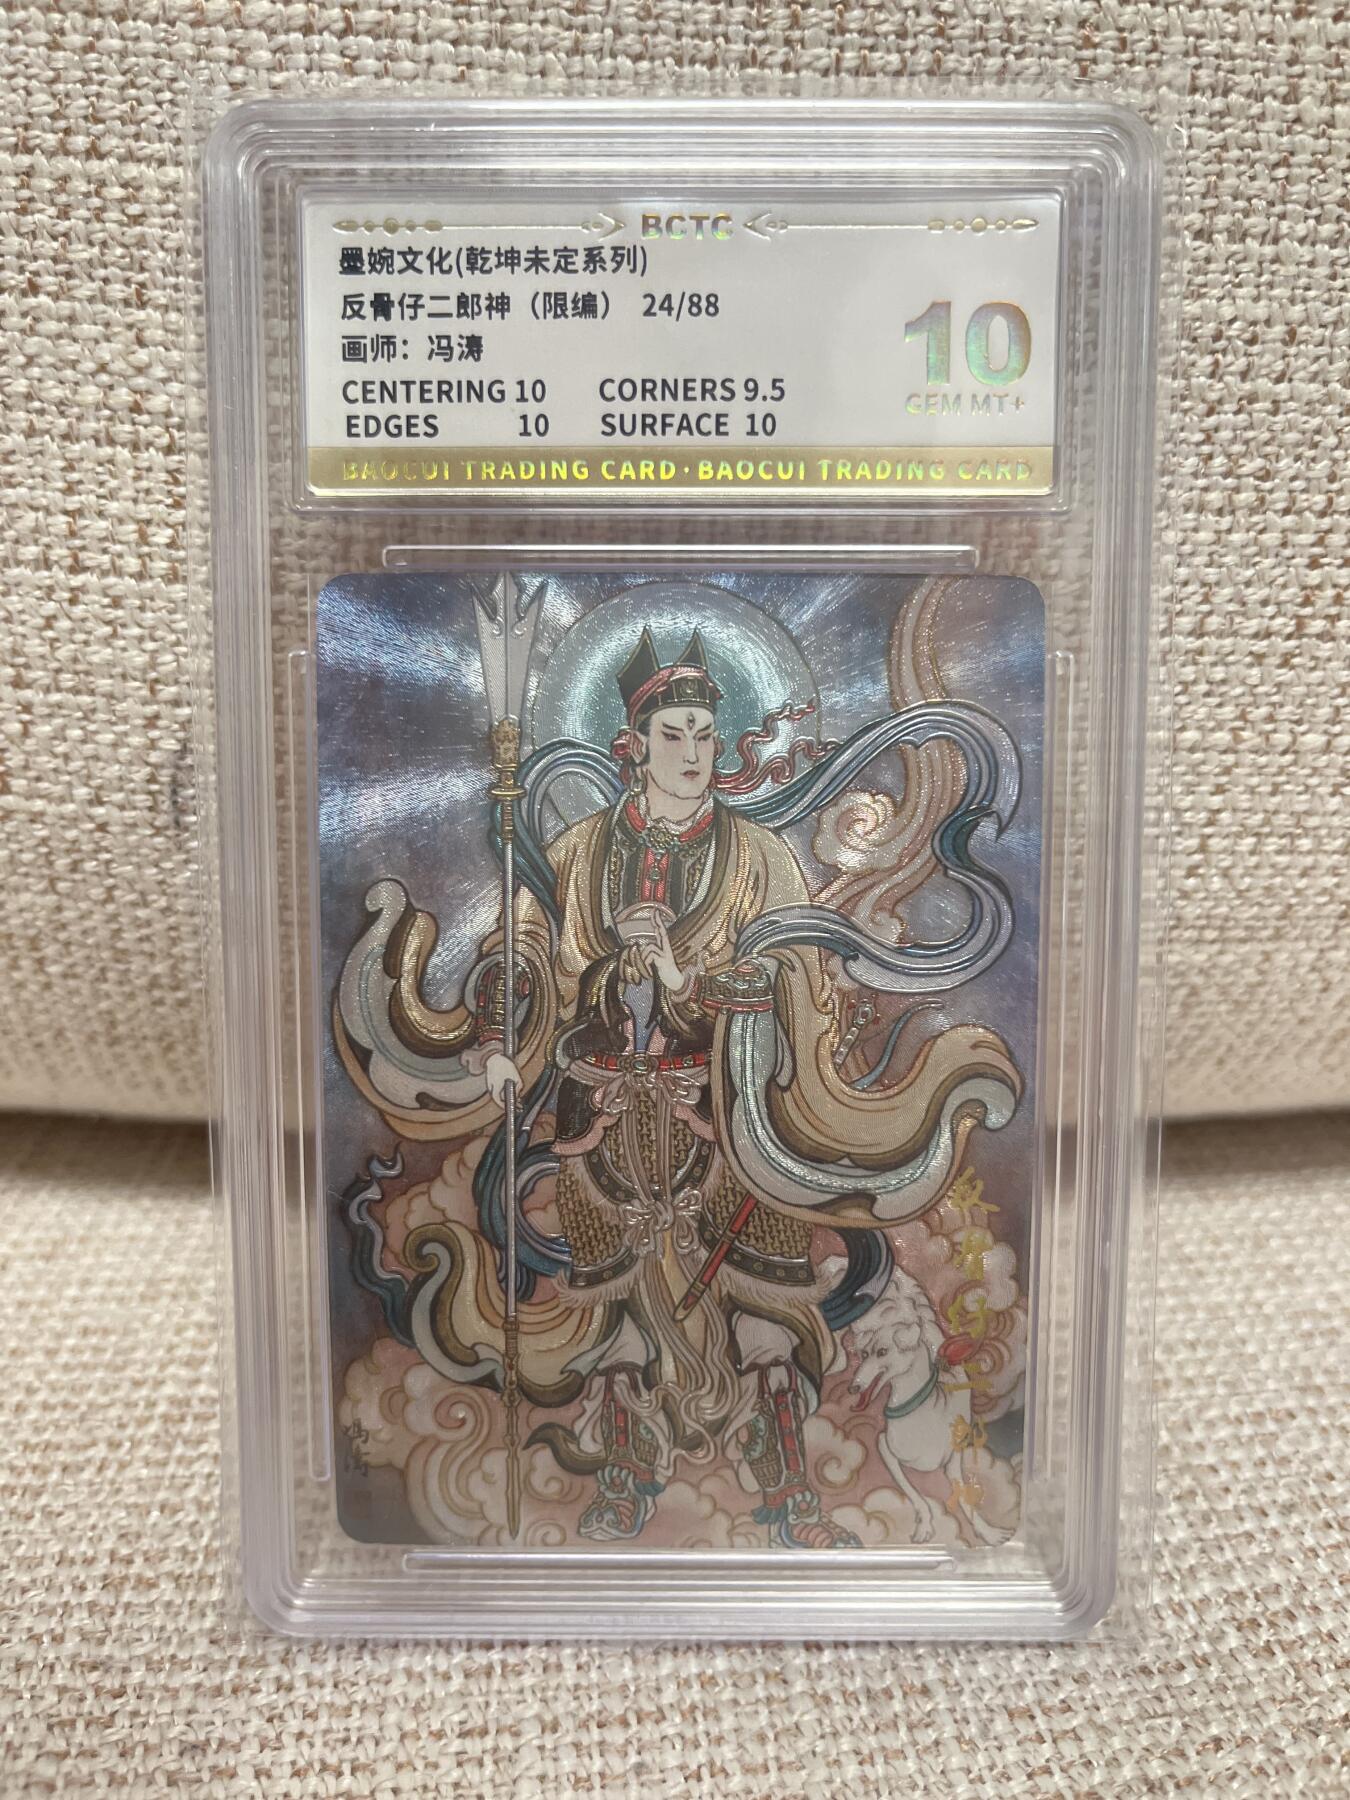 BCTC
墨婉文化(乾坤未定系列)
反骨仔二郎神（限编） 24/88
画师：冯涛
CENTERING 10 CORNERS 9.5
EDGES 10 SURFACE 10
10
GEM MT+
BAOCUI TRADING CARD·BAOCUI TRADING CARD
反骨仔二郎神
冯涛